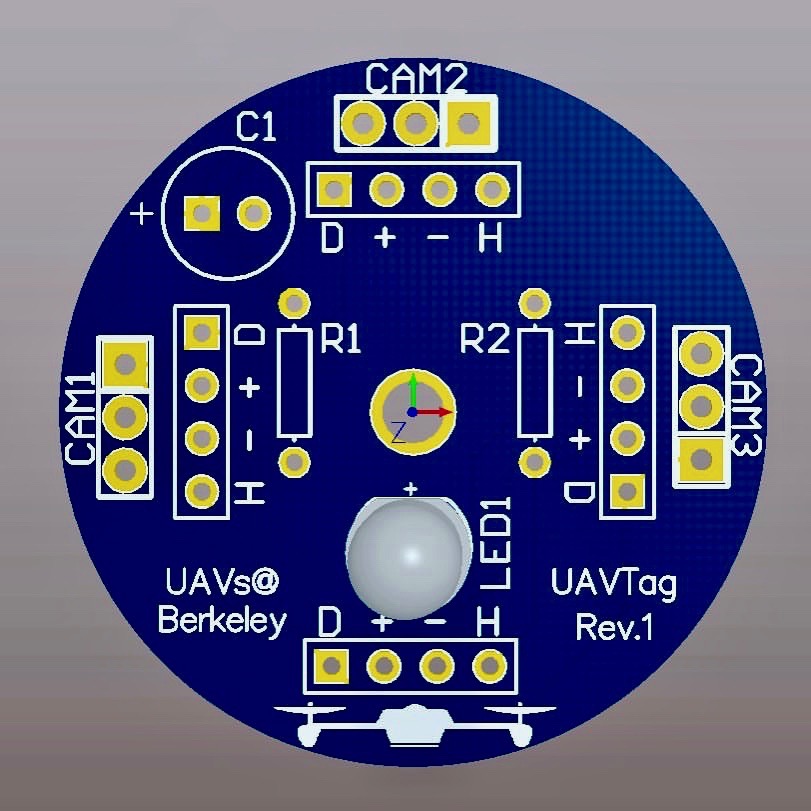 CAM2
C1
+
D + - H
R1
R2
D + - H
H - + D
CAM1
CAM3
Z
+
LED1
UAVs@
Berkeley
UAVTag
Rev.1
D + - H